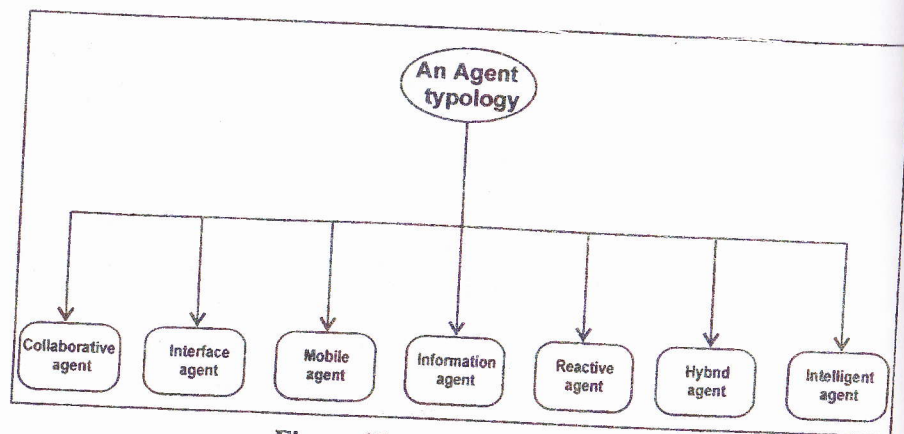 An Agent
typology
Collaborative
agent
Interface
agent
Mobile
agent
Information
agent
Reactive
agent
Hybnd
agent
Intelligent
agent